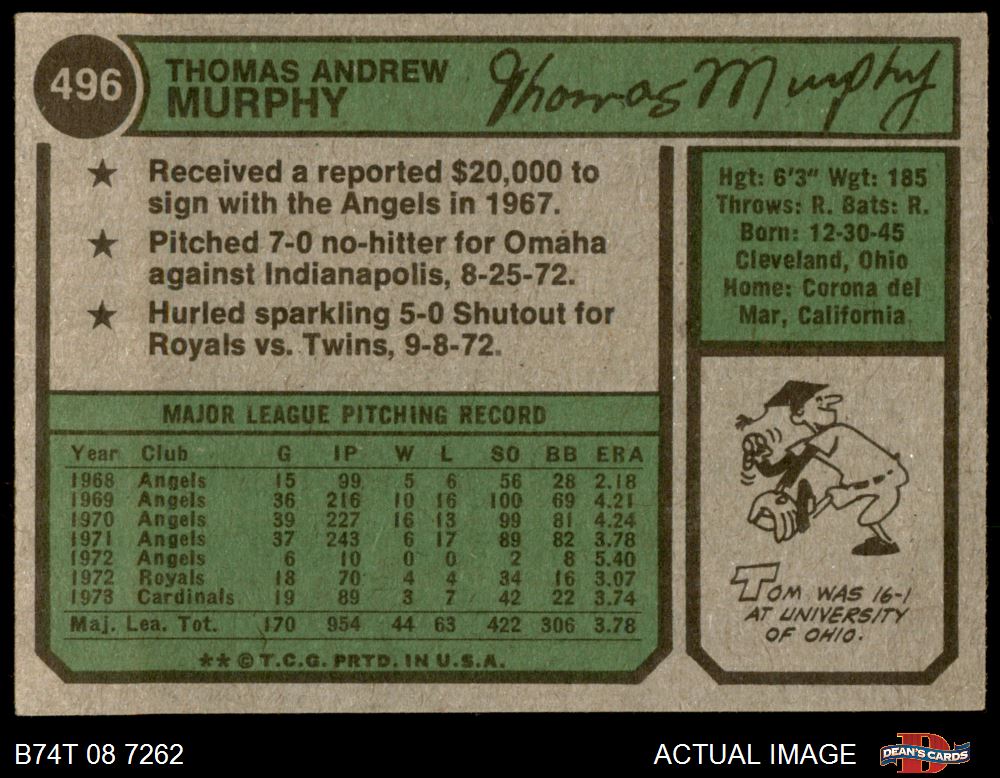 496
THOMAS ANDREW
MURPHY
Thomas Murphy
★ Received a reported $20,000 to
sign with the Angels in 1967.
★ Pitched 7-0 no-hitter for Omaha
against Indianapolis, 8-25-72.
★ Hurled sparkling 5-0 Shutout for
Royals vs. Twins, 9-8-72.
Hgt: 6'3" Wgt: 185
Throws: R. Bats: R.
Born: 12-30-45
Cleveland, Ohio
Home: Corona del
Mar, California
MAJOR LEAGUE PITCHING RECORD
Year Club G IP W L SO BB ERA
1968 Angels 15 99 5 6 56 28 2.18
1969 Angels 36 216 10 16 100 69 4.21
1970 Angels 39 227 16 13 99 81 4.24
1971 Angels 37 243 6 17 89 82 3.78
1972 Angels 6 10 0 0 2 8 5.40
1972 Royals 18 70 4 4 34 16 3.07
1973 Cardinals 19 89 3 7 42 22 3.74
Maj. Lea. Tot. 170 954 44 63 422 306 3.78
**©T.C.G. PRTD. IN U.S.A.
TOM WAS 16-1
AT UNIVERSITY
OF OHIO.
B74T 08 7262
ACTUAL IMAGE
D
DEAN'S CARDS